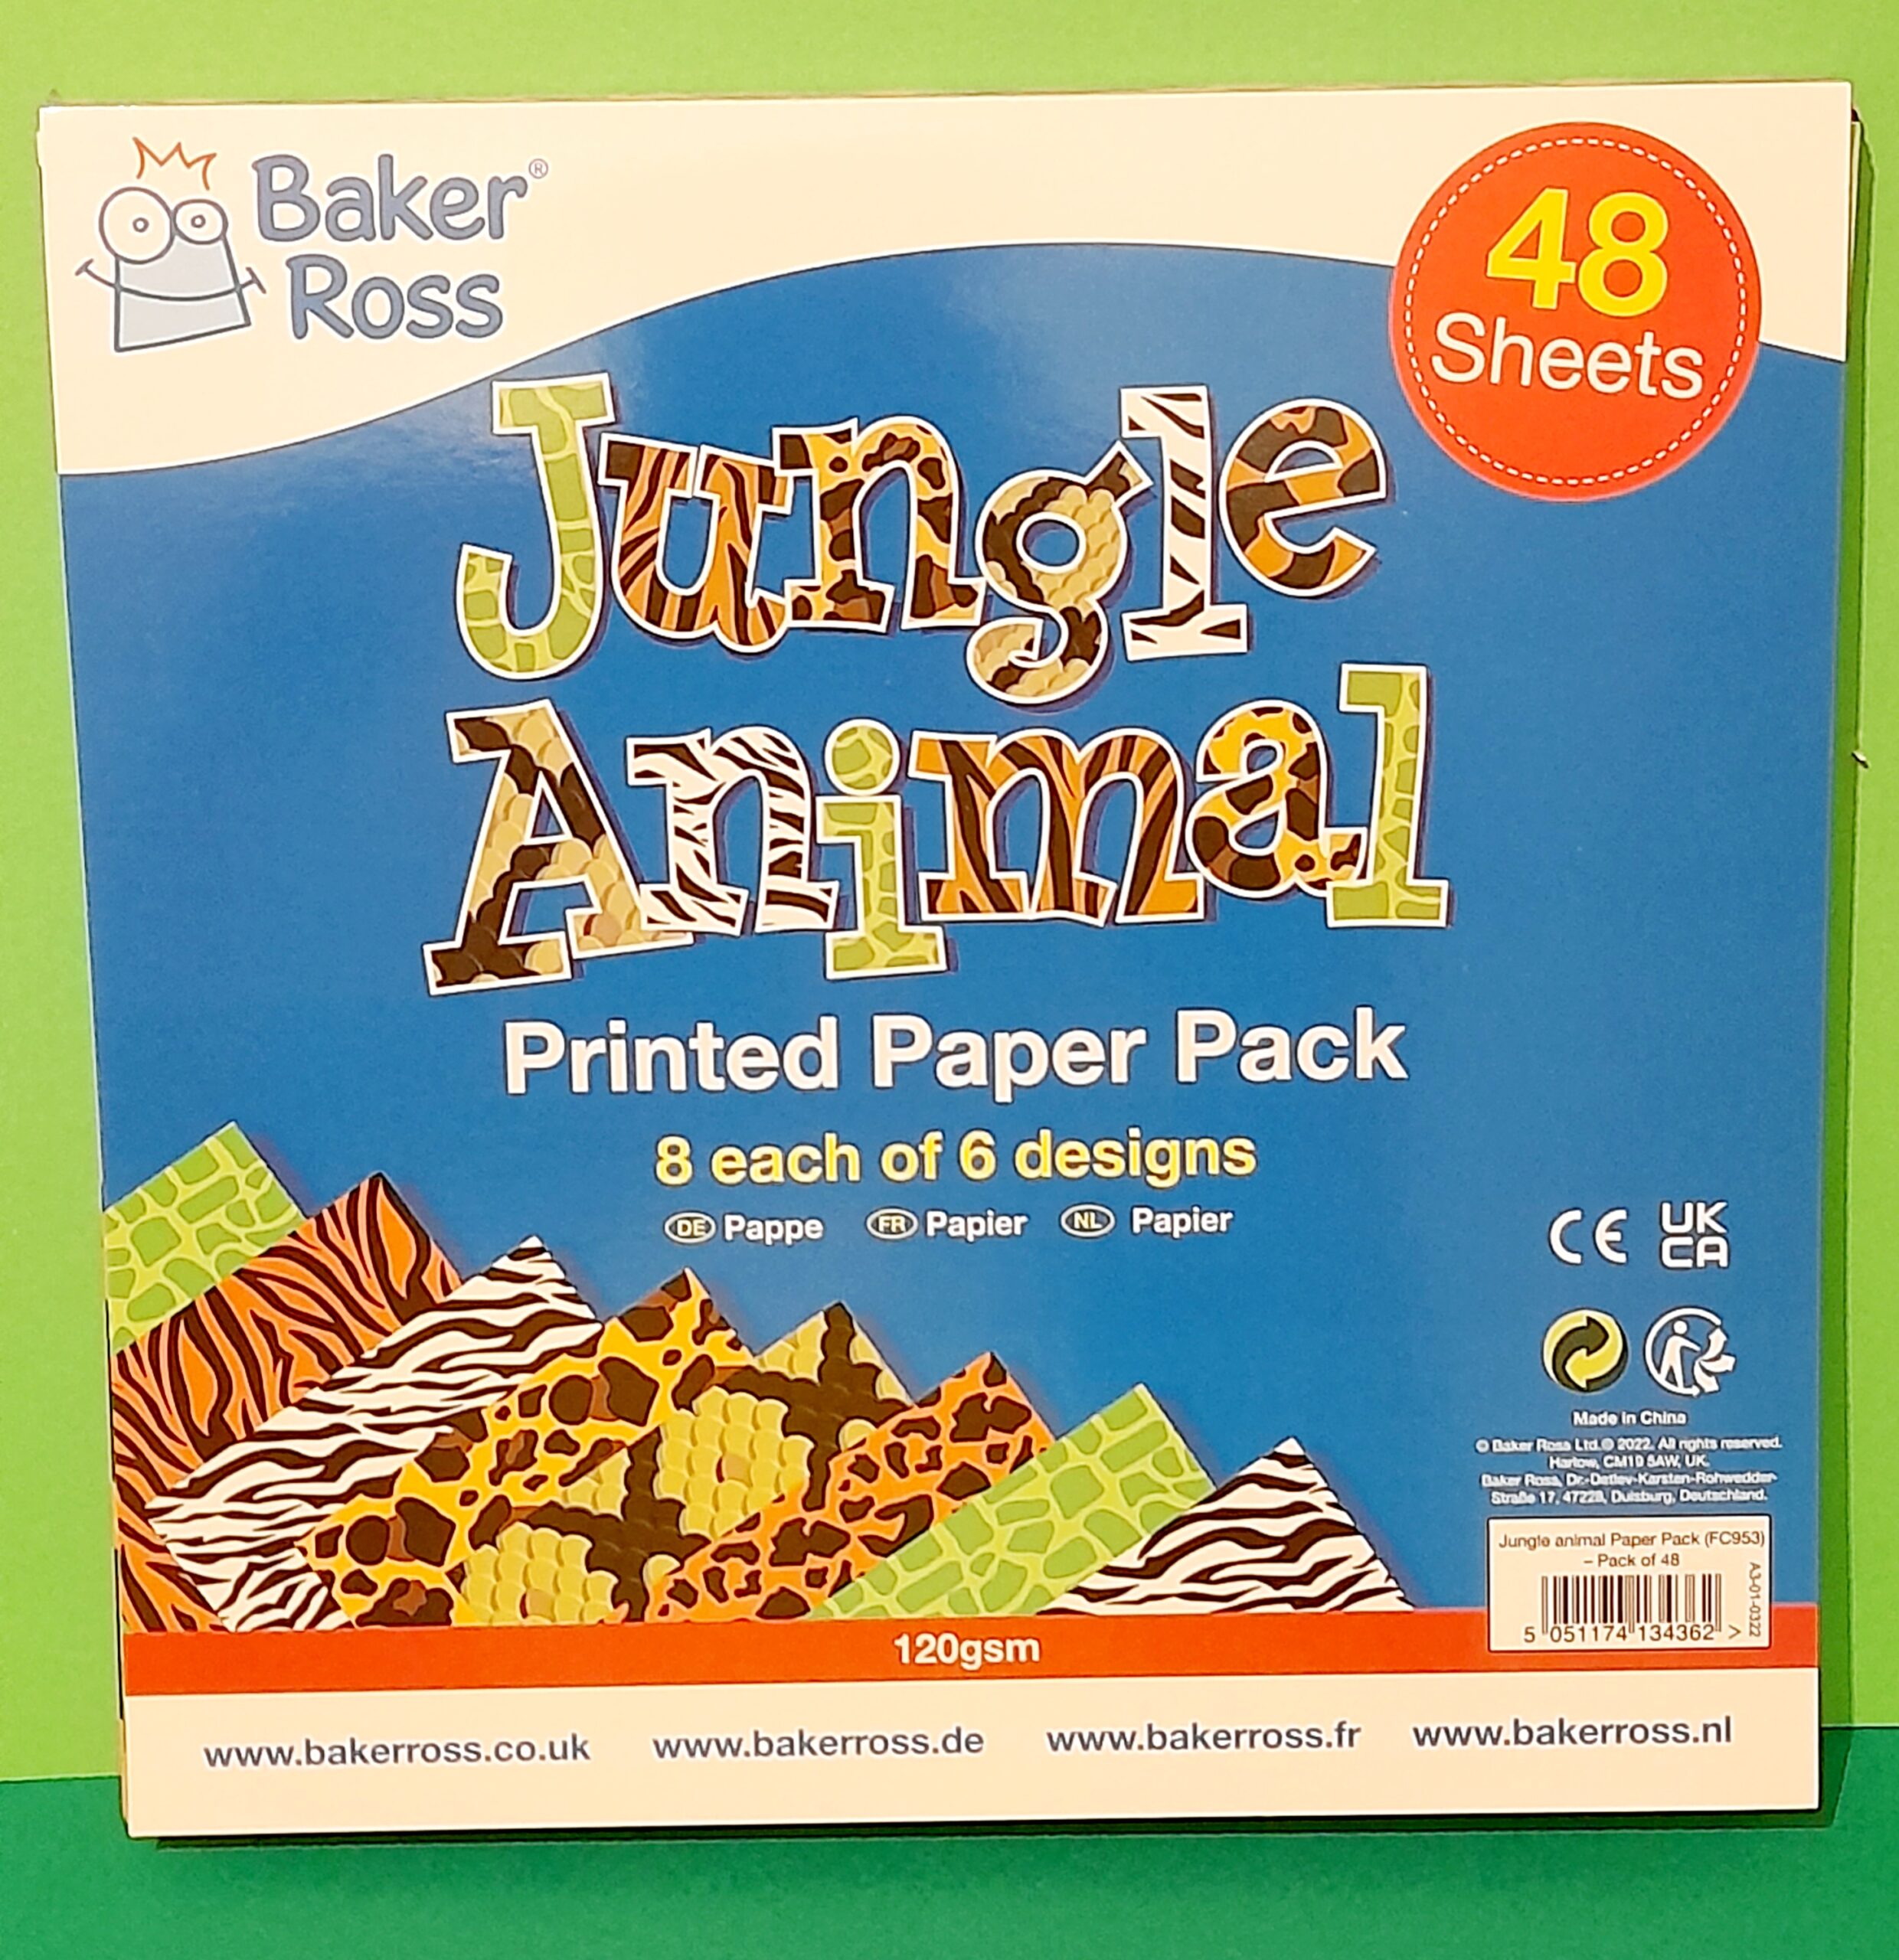 Baker®
Ross
48
Sheets
Jungle
Animal
Printed Paper Pack
8 each of 6 designs
DE Pappe FR Papier NL Papier
CE UK
CA
Made in China
© Baker Ross Ltd.© 2022. All rights reserved.
Harlow, CM19 5AW, UK.
Baker Ross, Dr.-Detlev-Karsten-Rohwedder-
Straße 17, 47228, Duisburg, Deutschland.
Jungle animal Paper Pack (FC953)
– Pack of 48
A3-011-0322
5 051174 134362 >
120gsm
www.bakerross.co.uk www.bakerross.de www.bakerross.fr www.bakerross.nl